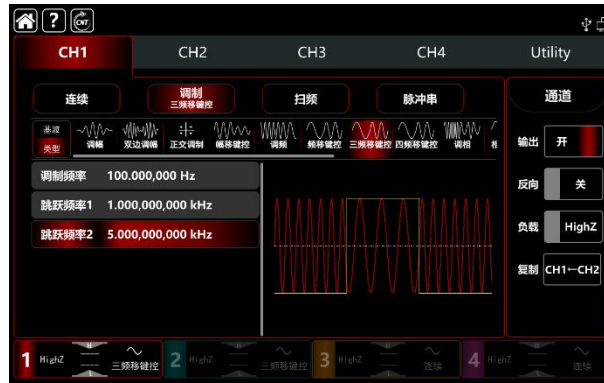 CNT
CH1 CH2 CH3 CH4 Utility
连续 调制 扫频 脉冲串 通道
三频移键控
基波
类型 调幅 双边调幅 正交调制 幅移键控 调频 频移键控 三频移键控 四频移键控 调相
输出 开
调制频率 100.000,000 Hz
反向 关
跳跃频率1 1.000,000,000 kHz
负载 HighZ
跳跃频率2 5.000,000,000 kHz
复制 CH1←CH2
1 HighZ 三频移键控 2 HighZ 三频移键控 3 HighZ 连续 4 HighZ 连续